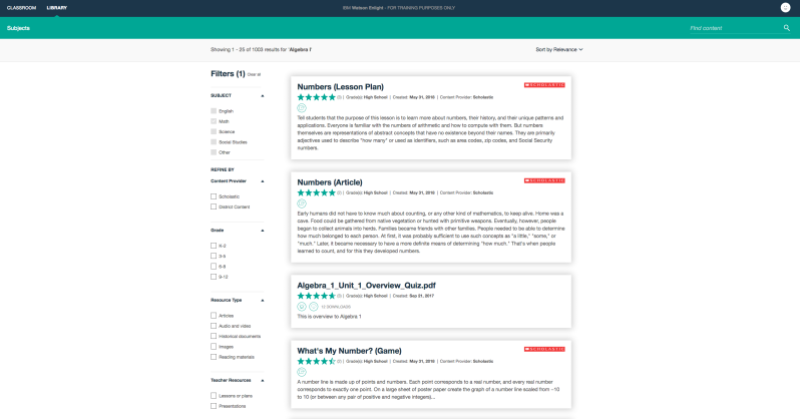 CLASSROOM LIBRARY IBM Watson Enlight - FOR TRAINING PURPOSES ONLY
Subjects Find content
Showing 1 - 25 of 1003 results for 'Algebra 1' Sort by Relevance
Filters (1) Clear all
SUBJECT
English
Math
Science
Social Studies
Other
REFINE BY
Content Provider
Scholastic
District Content
Grade
K-2
3-5
6-8
9-12
Resource Type
Articles
Audio and video
Historical documents
Images
Reading materials
Teacher Resources
Lessons or plans
Presentations
Numbers (Lesson Plan) SCHOLASTIC
Grade(s): High School | Created: May 31, 2018 | Content Provider: Scholastic
Tell students that the purpose of this lesson is to learn more about numbers, their history, and their unique patterns and
applications. Everyone is familiar with the numbers of arithmetic and how to compute with them. But numbers
themselves are representations of abstract concepts that have no existence beyond their names. They are primarily
adjectives used to describe "how many" or used as identifiers, such as area codes, zip codes, and Social Security
numbers.
Numbers (Article) SCHOLASTIC
Grade(s): High School | Created: May 31, 2018 | Content Provider: Scholastic
Early humans did not have to know much about counting, or any other kind of mathematics, to keep alive. Home was a
cave. Food could be gathered from native vegetation or hunted with primitive weapons. Eventually, however, people
began to collect animals into herds. Families became friends with other families. People needed to be able to determine
how much belonged to each person. At first, it was probably sufficient to use such concepts as "a little," "some," or
"much." Later, it became necessary to have a more definite means of determining "how much." That's when people
learned to count, and for this they developed numbers.
Algebra_1_Unit_1_Overview_Quiz.pdf
Grade(s): High School | Created: Sep 21, 2017
DOWNLOADS
This is overview to Algebra 1
What's My Number? (Game) SCHOLASTIC
Grade(s): High School | Created: May 31, 2018 | Content Provider: Scholastic
A number line is made up of points and numbers. Each point corresponds to a real number, and every real number
corresponds to exactly one point. On a large sheet of poster paper create the graph of a number line scaled from −10
to 10 (or between any pair of positive and negative integers)...